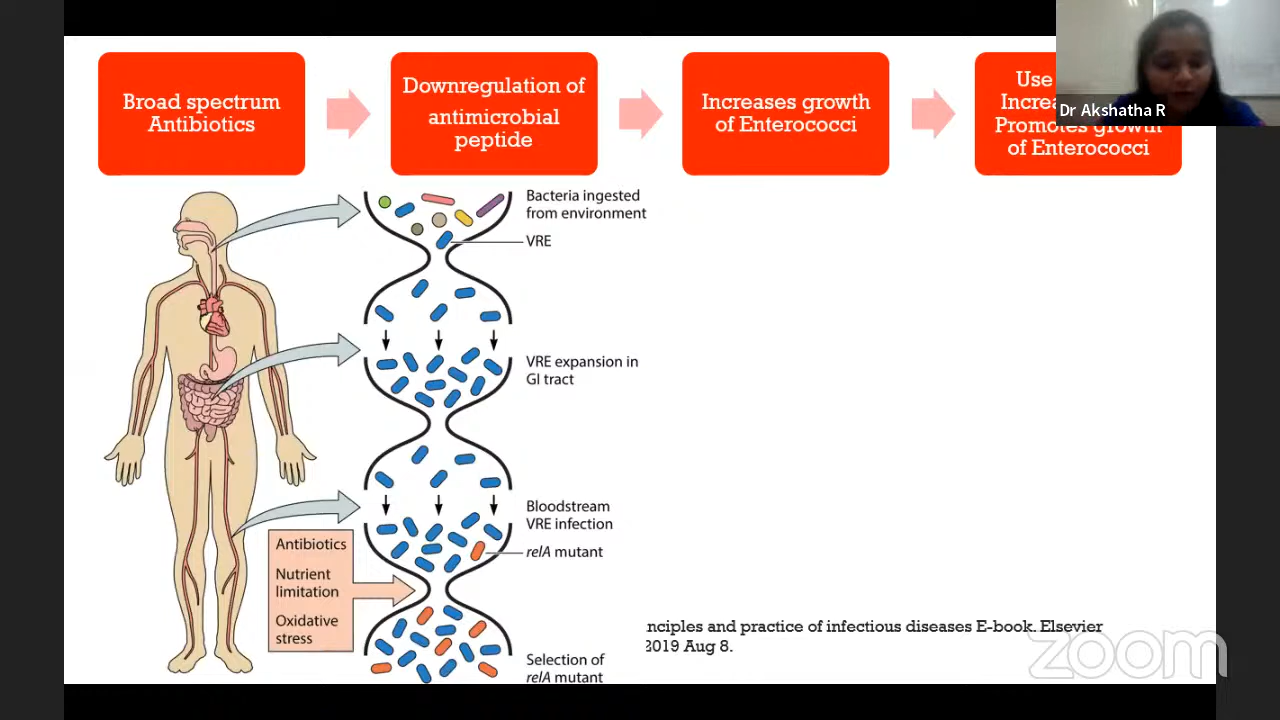 Broad spectrum
Antibiotics
Downregulation of
antimicrobial
peptide
Increases growth
of Enterococci
Use
Promotes growth
of Enterococci
Dr Akshatha R
Bacteria ingested
from environment
VRE
VRE expansion in
GI tract
Bloodstream
VRE infection
relA mutant
Antibiotics
Nutrient
limitation
Oxidative
stress
Selection of
relA mutant
and practice of infectious diseases E-book. Elsevier
2019 Aug 8.
zoom